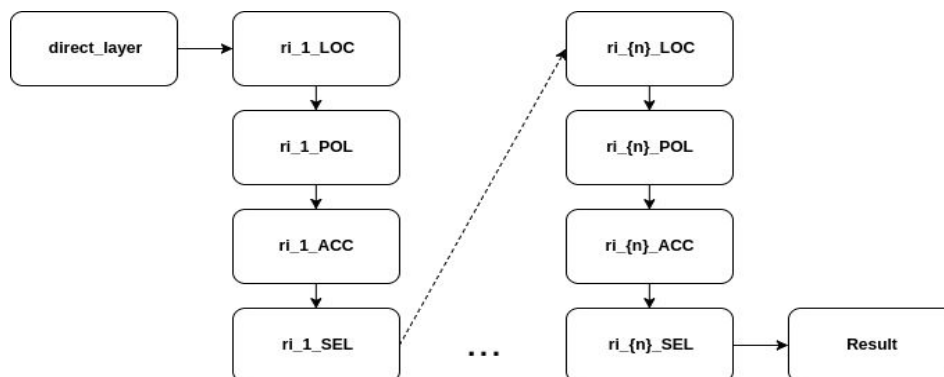 direct_layer
ri_1_LOC
ri_1_POL
ri_1_ACC
ri_1_SEL
...
ri_{n}_LOC
ri_{n}_POL
ri_{n}_ACC
ri_{n}_SEL
Result